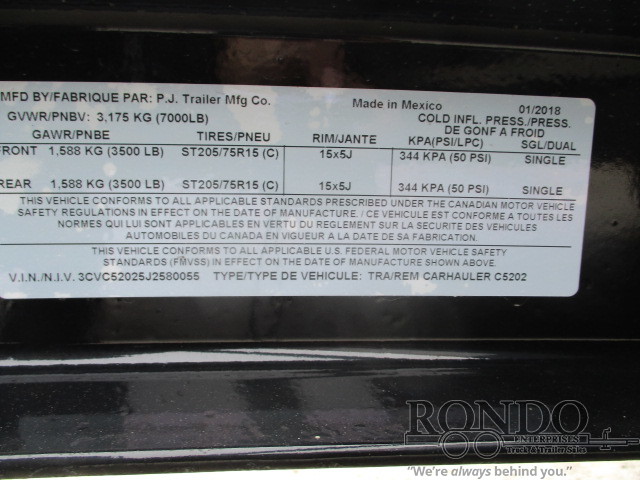 MFD BY/FABRIQUE PAR: P.J. Trailer Mfg Co. Made in Mexico 01/2018
GVWR/PNBV: 3,175 KG (7000LB) COLD INFL. PRESS./PRESS.
DE GONF A FROID
GAWR/PNBE TIRES/PNEU RIM/JANTE KPA(PSI/LPC) SGL/DUAL
FRONT 1,588 KG (3500 LB) ST205/75R15 (C) 15x5J 344 KPA (50 PSI) SINGLE
REAR 1,588 KG (3500 LB) ST205/75R15 (C) 15x5J 344 KPA (50 PSI) SINGLE
THIS VEHICLE CONFORMS TO ALL APPLICABLE STANDARDS PRESCRIBED UNDER THE CANADIAN MOTOR VEHICLE
SAFETY REGULATIONS IN EFFECT ON THE DATE OF MANUFACTURE. / CE VEHICULE EST CONFORME A TOUTES LES
NORMES QUI LUI SONT APPLICABLES EN VERTU DU REGLEMENT SUR LA SECURITE DES VEHICULES
AUTOMOBILES DU CANADA EN VIGUEUR A LA DATE DE SA FABRICATION.
THIS VEHICLE CONFORMS TO ALL APPLICABLE U.S. FEDERAL MOTOR VEHICLE SAFETY
STANDARDS (FMVSS) IN EFFECT ON THE DATE OF MANUFACTURE SHOWN ABOVE.
V.I.N./N.I.V. 3CVC52025J2580055 TYPE/TYPE DE VEHICULE: TRA/REM CARHAULER C5202
RONDO
ENTERPRISES
Truck & Trailer Sales
"We're always behind you."